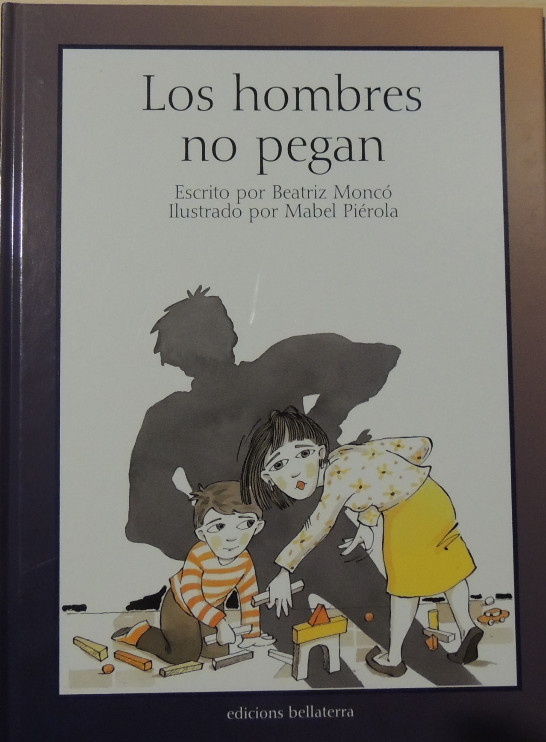 Los hombres
no pegan
Escrito por Beatriz Moncó
Ilustrado por Mabel Piérola
edicions bellaterra